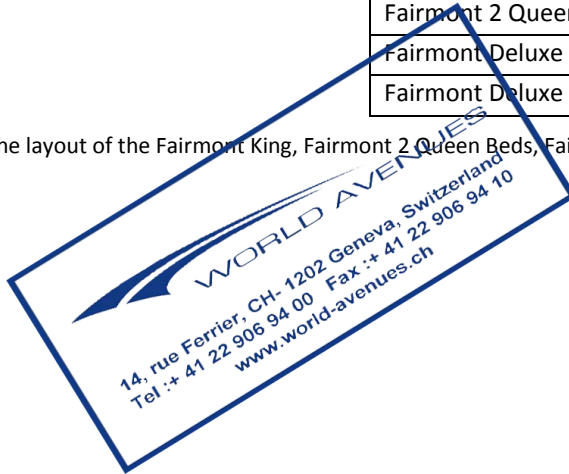 Fairmont 2 Queen
Fairmont Deluxe
Fairmont Deluxe
he layout of the Fairmont King, Fairmont 2 Queen Beds, Fai
WORLD AVENUES
14, rue Ferrier, CH- 1202 Geneva, Switzerland
Tel :+ 41 22 906 94 00 Fax :+ 41 22 906 94 10
www.world-avenues.ch